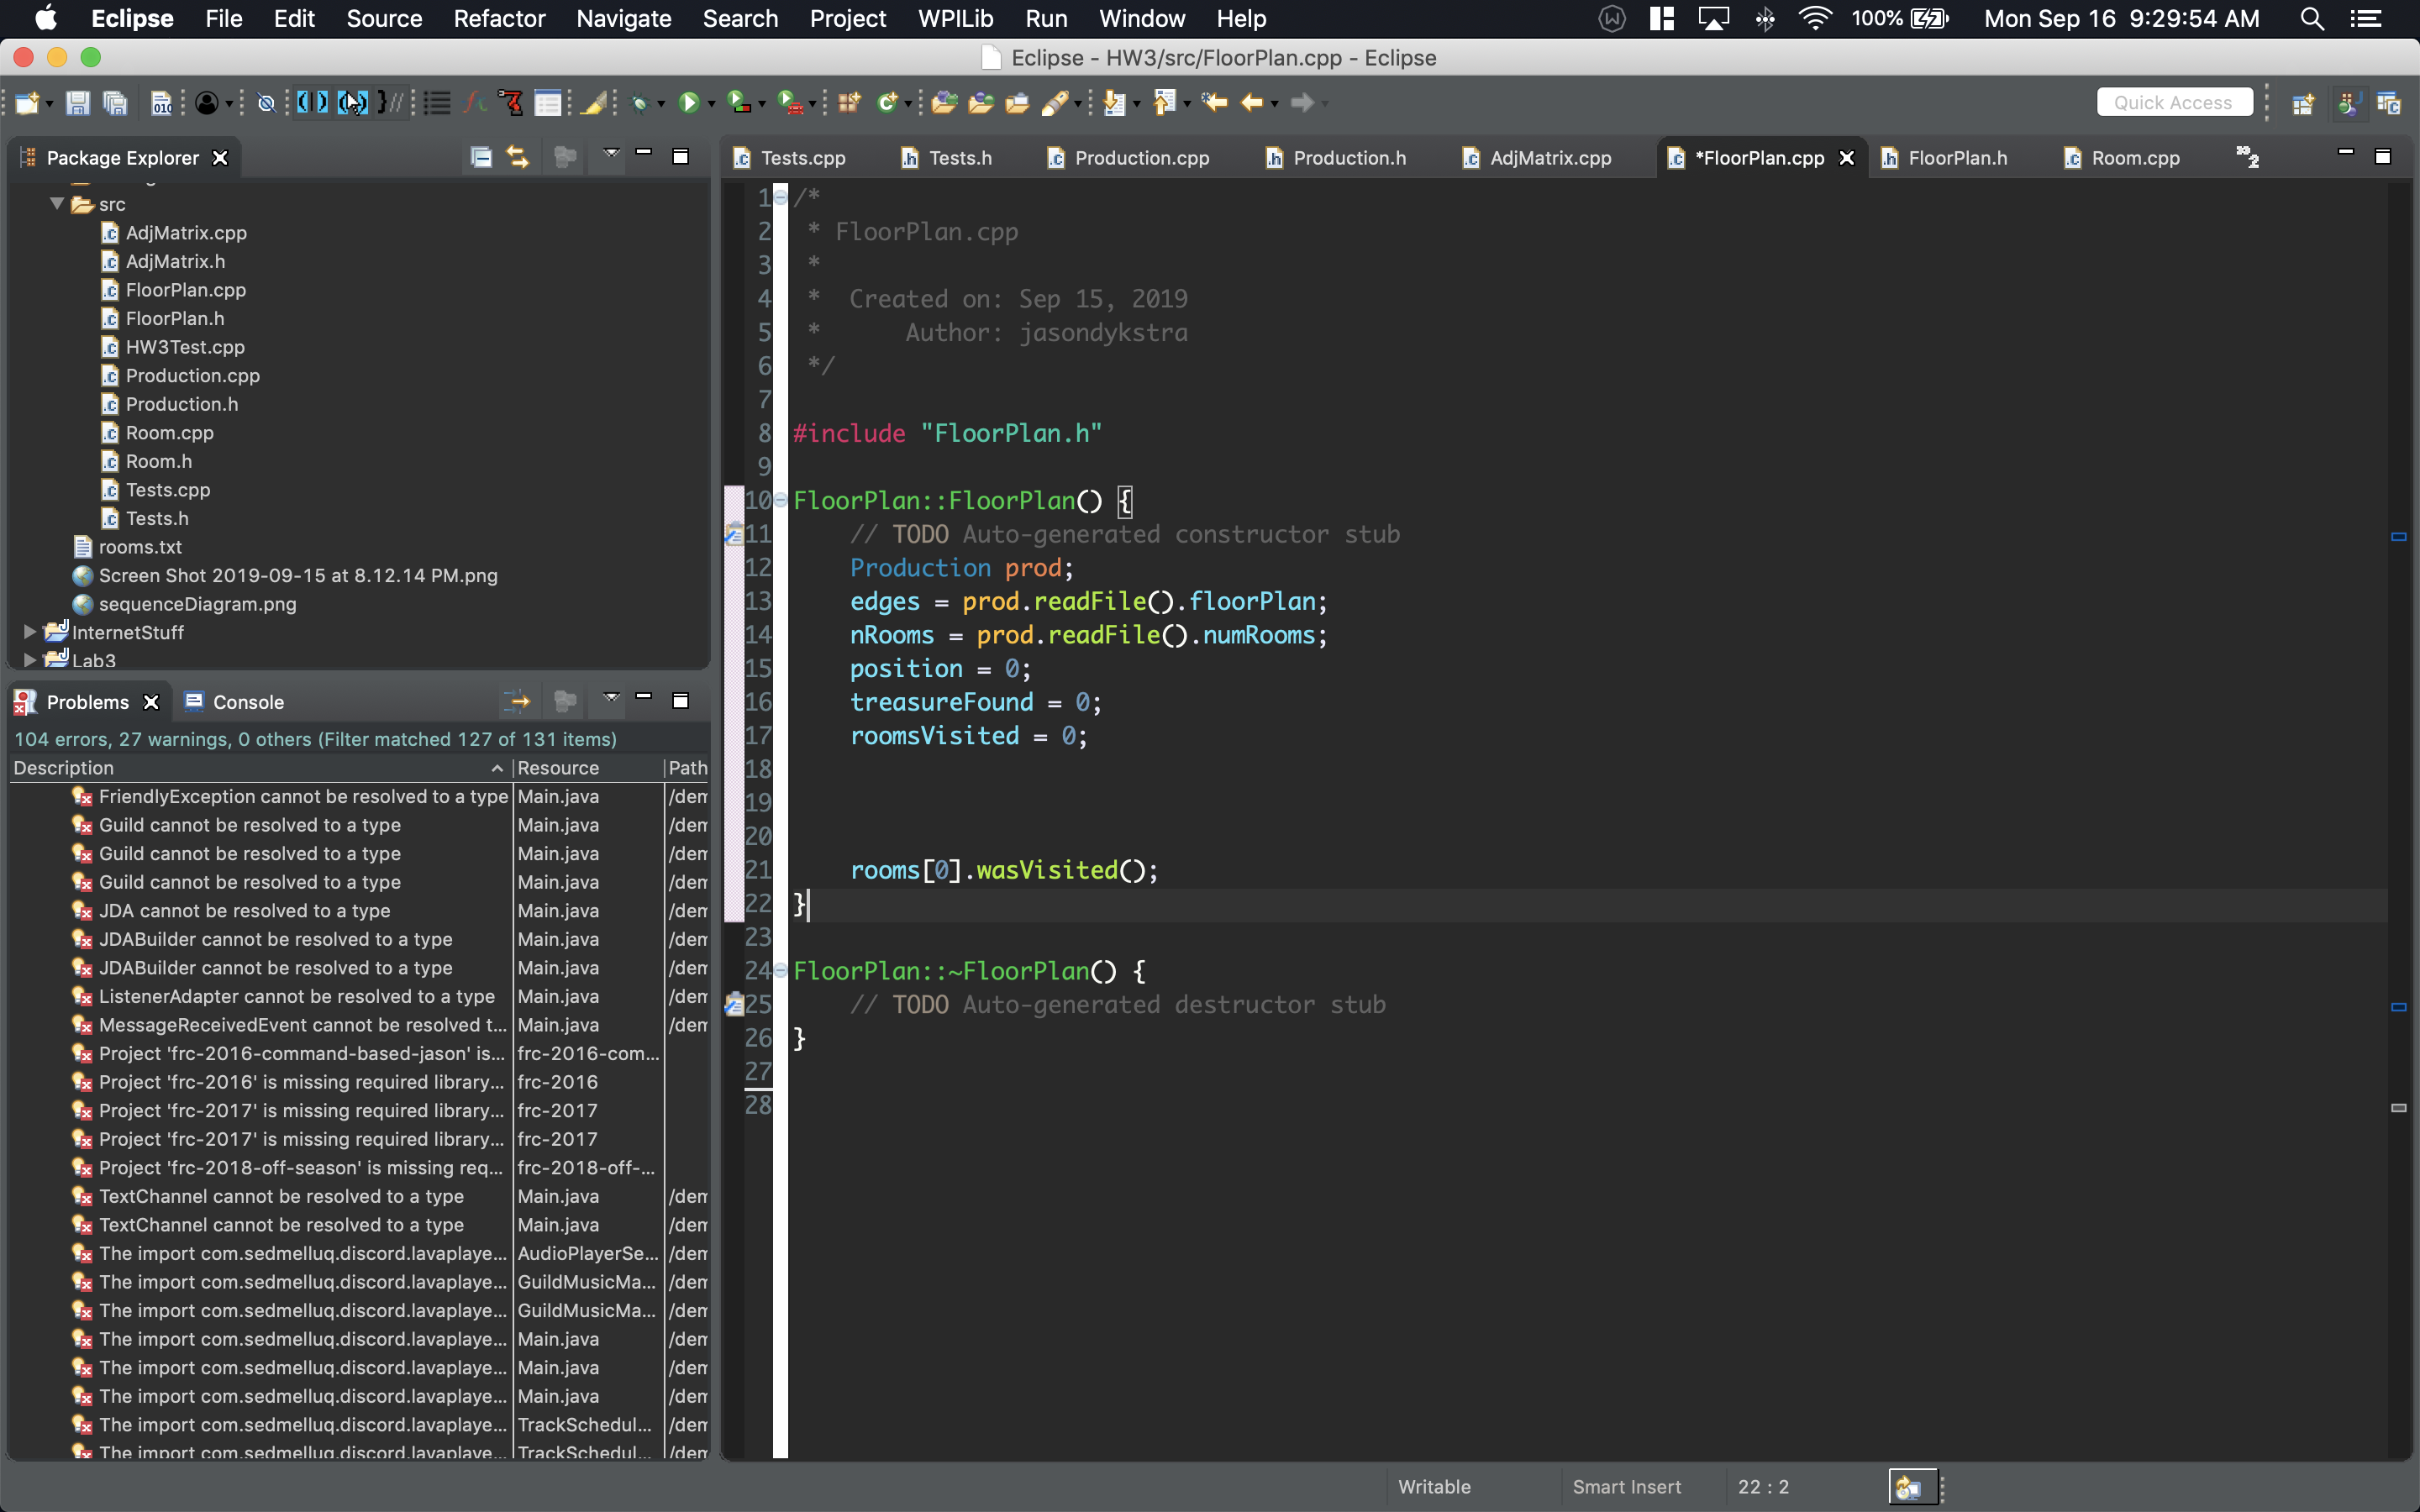 Eclipse File Edit Source Refactor Navigate Search Project WPILib Run Window Help 100% Mon Sep 16 9:29:54 AM
Eclipse - HW3/src/FloorPlan.cpp - Eclipse
Quick Access
Package Explorer
src
AdjMatrix.cpp
AdjMatrix.h
FloorPlan.cpp
FloorPlan.h
HW3Test.cpp
Production.cpp
Production.h
Room.cpp
Room.h
Tests.cpp
Tests.h
rooms.txt
Screen Shot 2019-09-15 at 8.12.14 PM.png
sequenceDiagram.png
InternetStuff
Lab3
Problems Console
104 errors, 27 warnings, 0 others (Filter matched 127 of 131 items)
Description Resource Path
FriendlyException cannot be resolved to a type Main.java /dem
Guild cannot be resolved to a type Main.java /dem
Guild cannot be resolved to a type Main.java /dem
Guild cannot be resolved to a type Main.java /dem
JDA cannot be resolved to a type Main.java /dem
JDABuilder cannot be resolved to a type Main.java /dem
JDABuilder cannot be resolved to a type Main.java /dem
ListenerAdapter cannot be resolved to a type Main.java /dem
MessageReceivedEvent cannot be resolved t... Main.java /dem
Project 'frc-2016-command-based-jason' is... frc-2016-com...
Project 'frc-2016' is missing required library... frc-2016
Project 'frc-2017' is missing required library... frc-2017
Project 'frc-2017' is missing required library... frc-2017
Project 'frc-2018-off-season' is missing req... frc-2018-off-...
TextChannel cannot be resolved to a type Main.java /dem
TextChannel cannot be resolved to a type Main.java /dem
The import com.sedmelluq.discord.lavaplaye... AudioPlayerSe... /dem
The import com.sedmelluq.discord.lavaplaye... GuildMusicMa... /dem
The import com.sedmelluq.discord.lavaplaye... GuildMusicMa... /dem
The import com.sedmelluq.discord.lavaplaye... Main.java /dem
The import com.sedmelluq.discord.lavaplaye... Main.java /dem
The import com.sedmelluq.discord.lavaplaye... Main.java /dem
The import com.sedmelluq.discord.lavaplaye... TrackSchedul... /dem
The import com.sedmelluq.discord.lavaplaye... TrackSchedul... /dem
Tests.cpp Tests.h Production.cpp Production.h AdjMatrix.cpp *FloorPlan.cpp FloorPlan.h Room.cpp »2
1 /*
2 * FloorPlan.cpp
3 *
4 * Created on: Sep 15, 2019
5 * Author: jasondykstra
6 */
7
8 #include "FloorPlan.h"
9
10 FloorPlan::FloorPlan() {
11 // TODO Auto-generated constructor stub
12 Production prod;
13 edges = prod.readFile().floorPlan;
14 nRooms = prod.readFile().numRooms;
15 position = 0;
16 treasureFound = 0;
17 roomsVisited = 0;
18
19
20
21 rooms[0].wasVisited();
22 }
23
24 FloorPlan::~FloorPlan() {
25 // TODO Auto-generated destructor stub
26 }
27
28
Writable Smart Insert 22 : 2